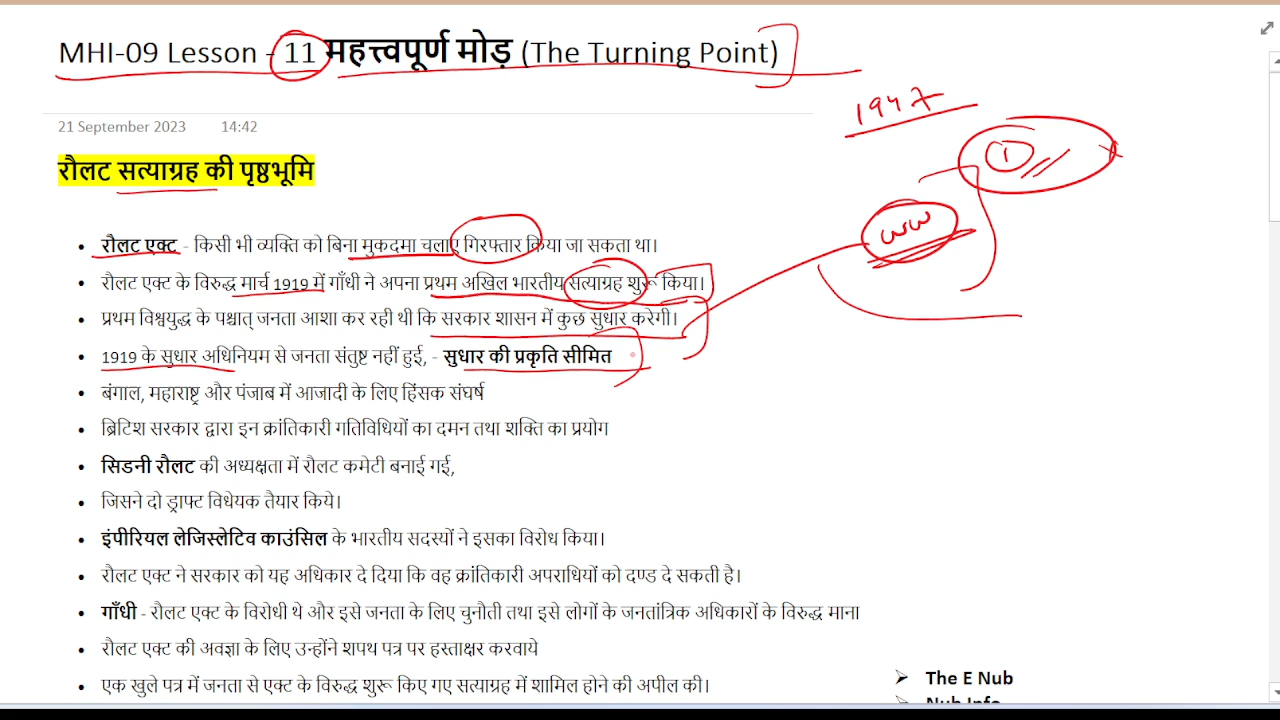 MHI-09 Lesson - 11 महत्त्वपूर्ण मोड़ (The Turning Point)
1947
21 September 2023 14:42
1
रौलट सत्याग्रह की पृष्ठभूमि
WW
• रौलट एक्ट - किसी भी व्यक्ति को बिना मुकदमा चलाए गिरफ्तार किया जा सकता था।
• रौलट एक्ट के विरुद्ध मार्च 1919 में गाँधी ने अपना प्रथम अखिल भारतीय सत्याग्रह शुरू किया।
• प्रथम विश्वयुद्ध के पश्चात् जनता आशा कर रही थी कि सरकार शासन में कुछ सुधार करेगी।
• 1919 के सुधार अधिनियम से जनता संतुष्ट नहीं हुई, - सुधार की प्रकृति सीमित
• बंगाल, महाराष्ट्र और पंजाब में आजादी के लिए हिंसक संघर्ष
• ब्रिटिश सरकार द्वारा इन क्रांतिकारी गतिविधियों का दमन तथा शक्ति का प्रयोग
• सिडनी रौलट की अध्यक्षता में रौलट कमेटी बनाई गई,
• जिसने दो ड्राफ्ट विधेयक तैयार किये।
• इंपीरियल लेजिस्लेटिव काउंसिल के भारतीय सदस्यों ने इसका विरोध किया।
• रौलट एक्ट ने सरकार को यह अधिकार दे दिया कि वह क्रांतिकारी अपराधियों को दण्ड दे सकती है।
• गाँधी - रौलट एक्ट के विरोधी थे और इसे जनता के लिए चुनौती तथा इसे लोगों के जनतांत्रिक अधिकारों के विरुद्ध माना
• रौलट एक्ट की अवज्ञा के लिए उन्होंने शपथ पत्र पर हस्ताक्षर करवाये
• एक खुले पत्र में जनता से एक्ट के विरुद्ध शुरू किए गए सत्याग्रह में शामिल होने की अपील की।
➢ The E Nub
➢ Nub Info